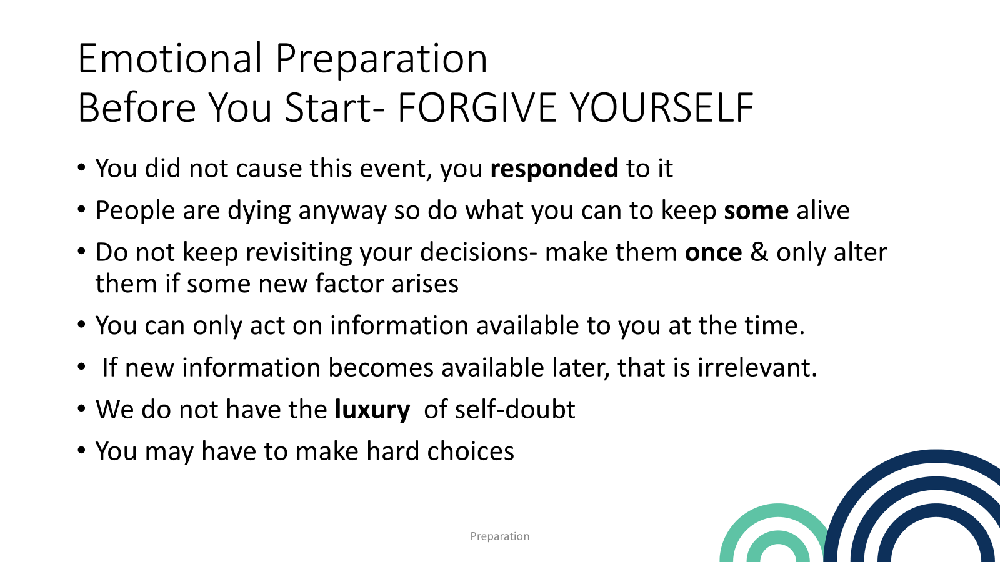 Emotional Preparation
Before You Start- FORGIVE YOURSELF
• You did not cause this event, you responded to it
• People are dying anyway so do what you can to keep some alive
• Do not keep revisiting your decisions- make them once & only alter
them if some new factor arises
• You can only act on information available to you at the time.
• If new information becomes available later, that is irrelevant.
• We do not have the luxury of self-doubt
• You may have to make hard choices
Preparation